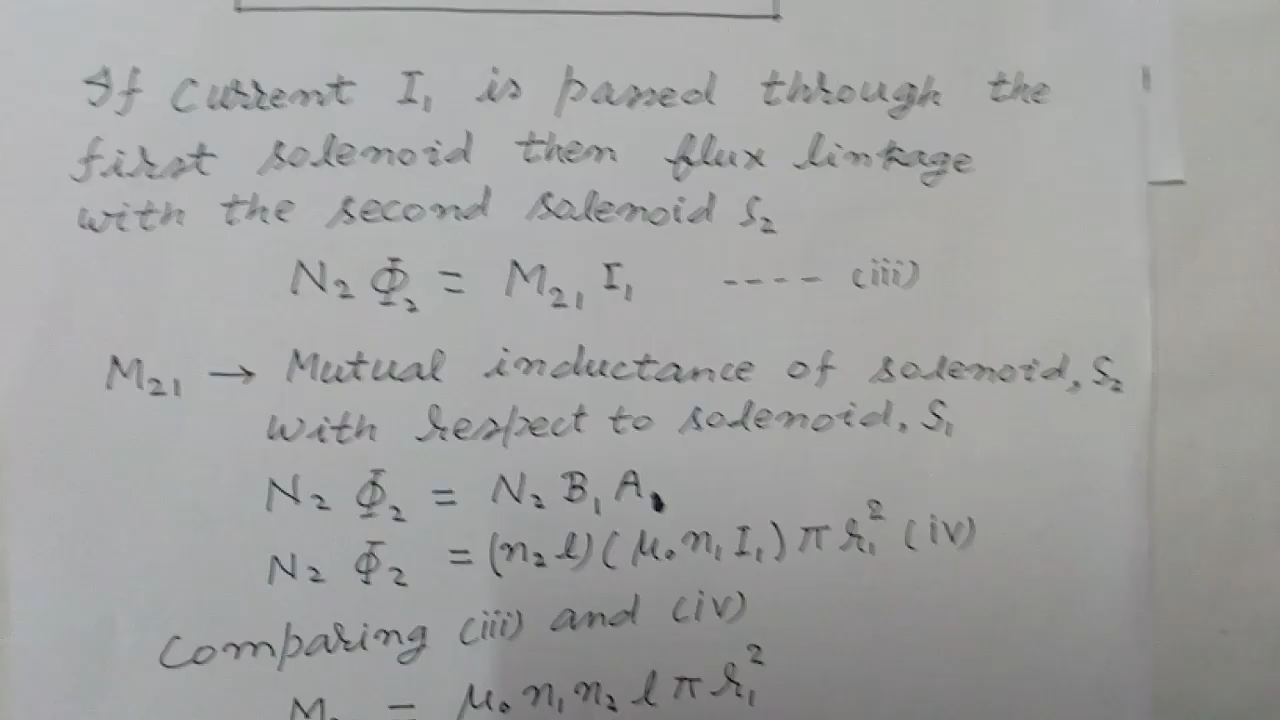 If current I₁ is passed through the
first solenoid then flux linkage
with the second solenoid S₂
N₂ Φ₂ = M₂₁ I₁ ---- (iii)
M₂₁ → Mutual inductance of solenoid, S₂
with respect to solenoid, S₁
N₂ Φ₂ = N₂ B₁ A₁
N₂ Φ₂ = (n₂ l) (μ₀ n₁ I₁) π r₁² (iv)
Comparing (iii) and (iv)
= μ₀ n₁ n₂ l π r₁²